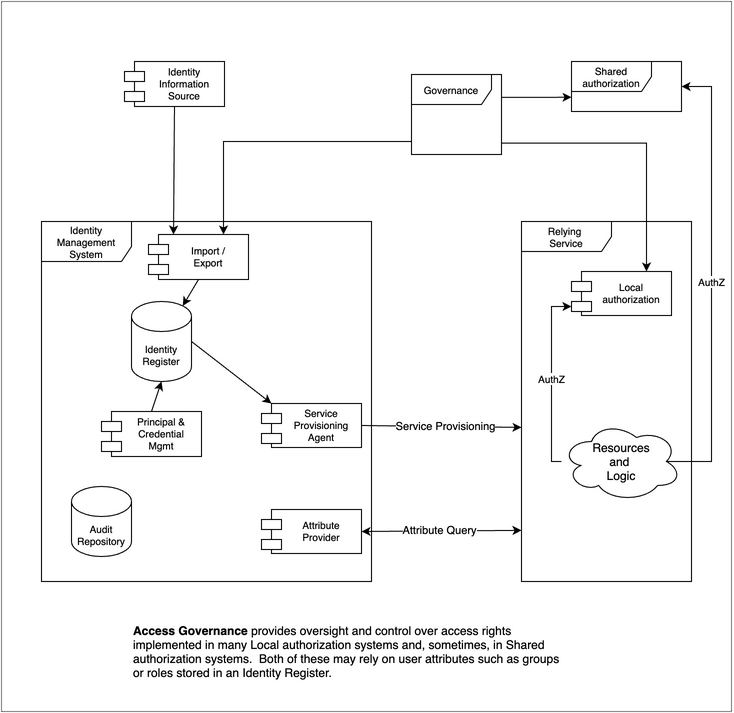 Identity
Information
Source
Governance
Shared
authorization
Identity
Management
System
Import /
Export
Relying
Service
Local
authorization
AuthZ
Identity
Register
AuthZ
Principal &
Credential
Mgmt
Service
Provisioning
Agent
Service Provisioning
Resources
and
Logic
Audit
Repository
Attribute
Provider
Attribute Query
Access Governance provides oversight and control over access rights
implemented in many Local authorization systems and, sometimes, in Shared
authorization systems.  Both of these may rely on user attributes such as groups
or roles stored in an Identity Register.